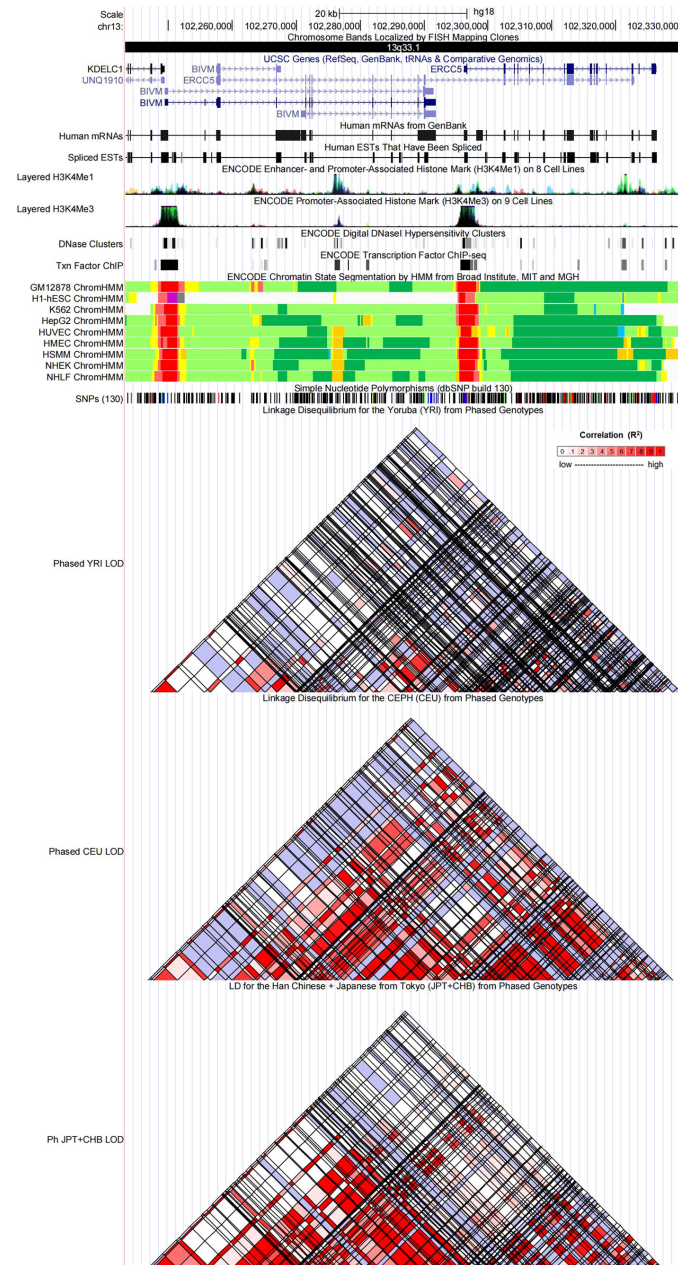 Scale 20 kb hg18
chr13: 102,260,000 102,270,000 102,280,000 102,290,000 102,300,000 102,310,000 102,320,000 102,330,000
Chromosome Bands Localized by FISH Mapping Clones
13q33.1
UCSC Genes (RefSeq, GenBank, tRNAs & Comparative Genomics)
KDELC1 BIVM ERCC5
UNQ1910 ERCC5
BIVM
BIVM
BIVM
Human mRNAs from GenBank
Human mRNAs
Human ESTs That Have Been Spliced
Spliced ESTs
ENCODE Enhancer- and Promoter-Associated Histone Mark (H3K4Me1) on 8 Cell Lines
Layered H3K4Me1
ENCODE Promoter-Associated Histone Mark (H3K4Me3) on 9 Cell Lines
Layered H3K4Me3
ENCODE Digital DNaseI Hypersensitivity Clusters
DNase Clusters
ENCODE Transcription Factor ChIP-seq
Txn Factor ChIP
ENCODE Chromatin State Segmentation by HMM from Broad Institute, MIT and MGH
GM12878 ChromHMM
H1-hESC ChromHMM
K562 ChromHMM
HepG2 ChromHMM
HUVEC ChromHMM
HMEC ChromHMM
HSMM ChromHMM
NHEK ChromHMM
NHLF ChromHMM
Simple Nucleotide Polymorphisms (dbSNP build 130)
SNPs (130)
Linkage Disequilibrium for the Yoruba (YRI) from Phased Genotypes
Correlation (R²)
0 .1 .2 .3 .4 .5 .6 .7 .8 .9 1
low ---------------------- high
Phased YRI LOD
Linkage Disequilibrium for the CEPH (CEU) from Phased Genotypes
Phased CEU LOD
LD for the Han Chinese + Japanese from Tokyo (JPT+CHB) from Phased Genotypes
Ph JPT+CHB LOD